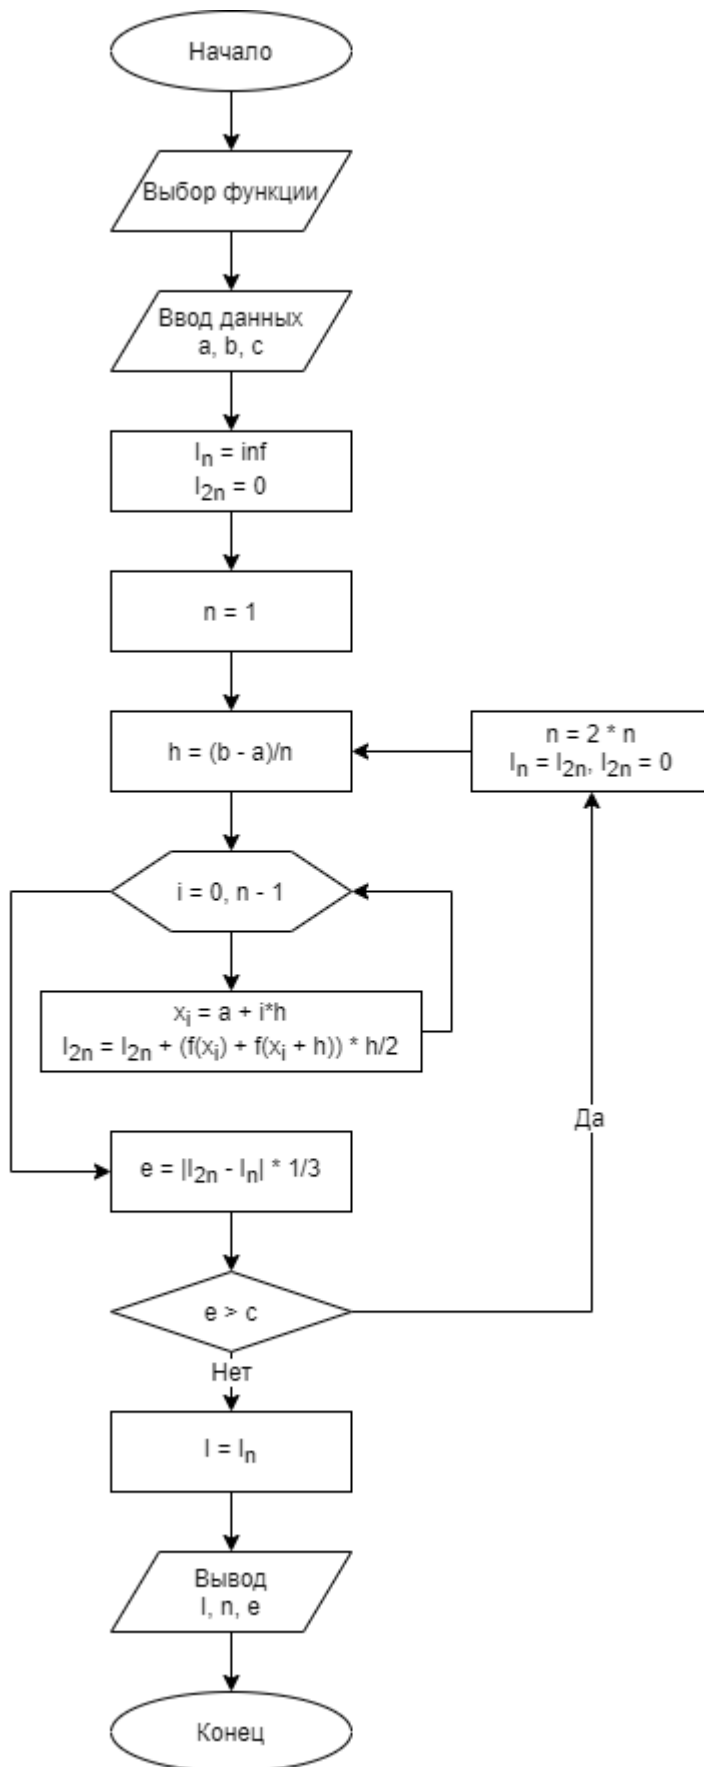 Начало
Выбор функции
Ввод данных
a, b, c
Iₙ = inf
I₂ₙ = 0
n = 1
h = (b - a)/n
n = 2 * n
Iₙ = I₂ₙ, I₂ₙ = 0
i = 0, n - 1
xᵢ = a + i*h
I₂ₙ = I₂ₙ + (f(xᵢ) + f(xᵢ + h)) * h/2
Да
e = |I₂ₙ - Iₙ| * 1/3
e > c
Нет
I = Iₙ
Вывод
I, n, e
Конец